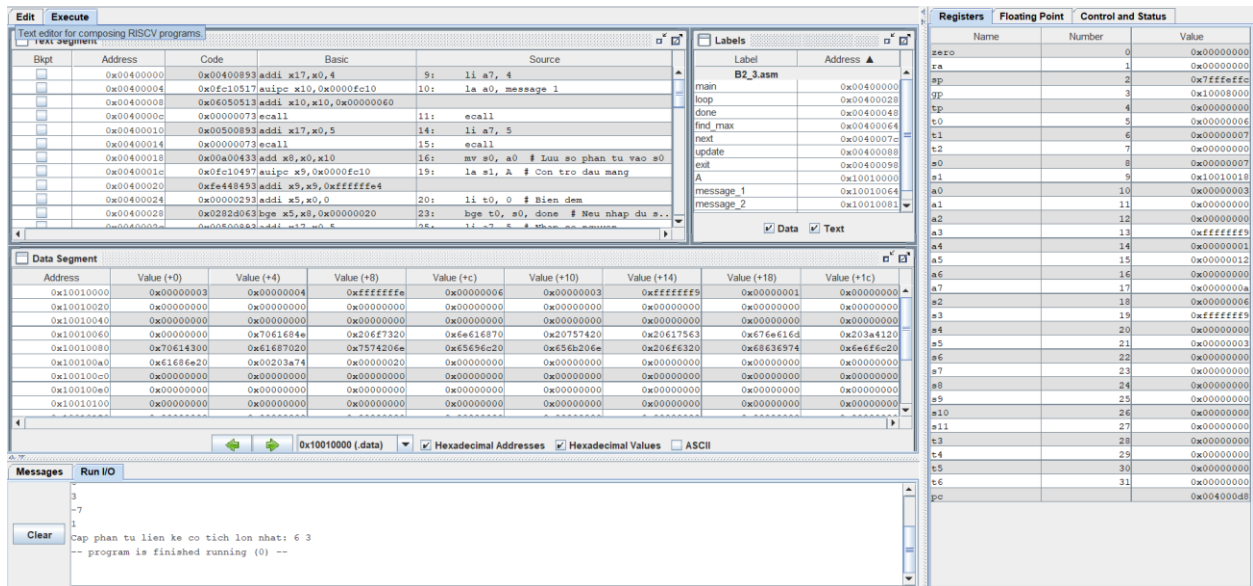 Edit Execute
Text editor for composing RISCV programs.
Text Segment
Bkpt Address Code Basic Source
0x00400000 0x00400893 addi x17,x0,4 9: li a7, 4
0x00400004 0x0fc10517 auipc x10,0x0000fc10 10: la a0, message 1
0x00400008 0x06050513 addi x10,x10,0x00000060
0x0040000c 0x00000073 ecall 11: ecall
0x00400010 0x00500893 addi x17,x0,5 14: li a7, 5
0x00400014 0x00000073 ecall 15: ecall
0x00400018 0x00a00433 add x8,x0,x10 16: mv s0, a0 # Luu so phan tu vao s0
0x0040001c 0x0fc10497 auipc x9,0x0000fc10 19: la s1, A # Con tro dau mang
0x00400020 0xfe448493 addi x9,x9,0xffffffe4
0x00400024 0x00000293 addi x5,x0,0 20: li t0, 0 # Bien dem
0x00400028 0x0282d063 bge x5,x8,0x00000020 23: bge t0, s0, done # Neu nhap du s..
0x0040002c 0x00500893 addi x17,x0,5 25: li a7, 5 # Nhap so nguyen
Labels
Label Address ▲
B2_3.asm
main 0x00400000
loop 0x00400028
done 0x00400048
find_max 0x00400064
next 0x0040007c
update 0x00400088
exit 0x00400098
A 0x10010000
message_1 0x10010064
message_2 0x10010081
Data Text
Data Segment
Address Value (+0) Value (+4) Value (+8) Value (+c) Value (+10) Value (+14) Value (+18) Value (+1c)
0x10010000 0x00000003 0x00000004 0xfffffffe 0x00000006 0x00000003 0xfffffff9 0x00000001 0x00000000
0x10010020 0x00000000 0x00000000 0x00000000 0x00000000 0x00000000 0x00000000 0x00000000 0x00000000
0x10010040 0x00000000 0x00000000 0x00000000 0x00000000 0x00000000 0x00000000 0x00000000 0x00000000
0x10010060 0x00000000 0x7061684e 0x206f7320 0x6e616870 0x20757420 0x20617563 0x676e616d 0x203a4120
0x10010080 0x70614300 0x61687020 0x7574206e 0x65696c20 0x656b206e 0x206f6320 0x68636974 0x6e6f6c20
0x100100a0 0x61686e20 0x00203a74 0x00000020 0x00000000 0x00000000 0x00000000 0x00000000 0x00000000
0x100100c0 0x00000000 0x00000000 0x00000000 0x00000000 0x00000000 0x00000000 0x00000000 0x00000000
0x100100e0 0x00000000 0x00000000 0x00000000 0x00000000 0x00000000 0x00000000 0x00000000 0x00000000
0x10010100 0x00000000 0x00000000 0x00000000 0x00000000 0x00000000 0x00000000 0x00000000 0x00000000
0x10010000 (.data) Hexadecimal Addresses Hexadecimal Values ASCII
Messages Run I/O
Clear
3
-7
1
Cap phan tu lien ke co tich lon nhat: 6 3
-- program is finished running (0) --
Registers Floating Point Control and Status
Name Number Value
zero 0 0x00000000
ra 1 0x00000000
sp 2 0x7fffeffc
gp 3 0x10008000
tp 4 0x00000000
t0 5 0x00000006
t1 6 0x00000007
t2 7 0x00000000
s0 8 0x00000007
s1 9 0x10010018
a0 10 0x00000003
a1 11 0x00000000
a2 12 0x00000000
a3 13 0xfffffff9
a4 14 0x00000001
a5 15 0x00000012
a6 16 0x00000000
a7 17 0x0000000a
s2 18 0x00000006
s3 19 0xfffffff9
s4 20 0x00000000
s5 21 0x00000003
s6 22 0x00000000
s7 23 0x00000000
s8 24 0x00000000
s9 25 0x00000000
s10 26 0x00000000
s11 27 0x00000000
t3 28 0x00000000
t4 29 0x00000000
t5 30 0x00000000
t6 31 0x00000000
pc 0x004000d8